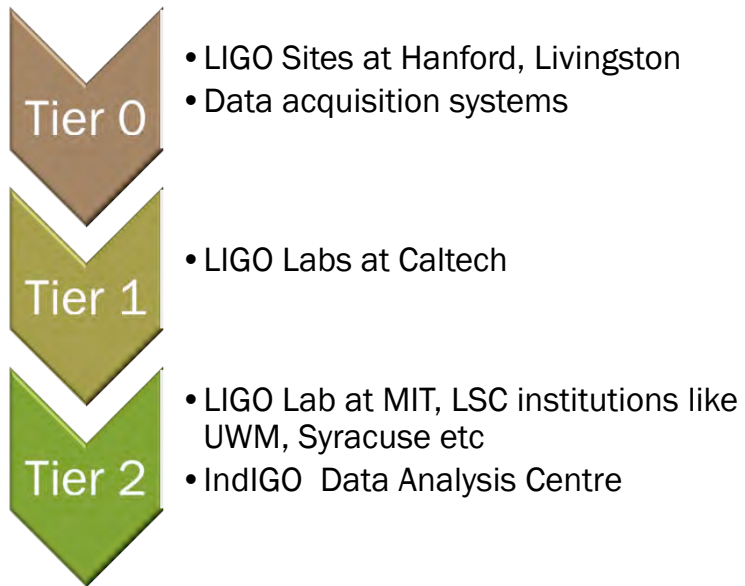 Tier 0
• LIGO Sites at Hanford, Livingston
• Data acquisition systems
Tier 1
• LIGO Labs at Caltech
Tier 2
• LIGO Lab at MIT, LSC institutions like
UWM, Syracuse etc
• IndIGO Data Analysis Centre